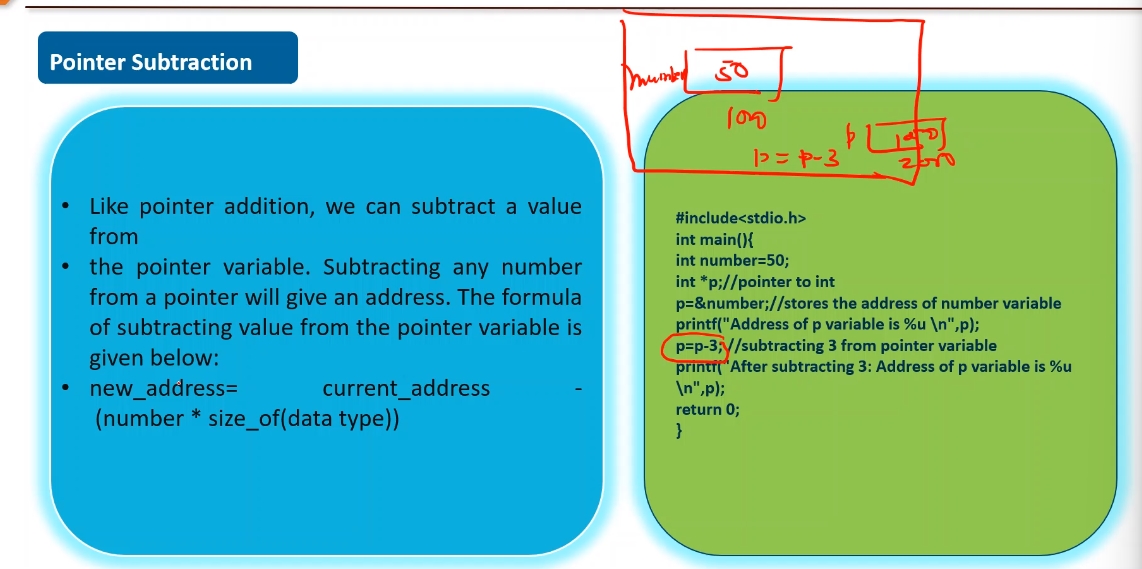 Pointer Subtraction
• Like pointer addition, we can subtract a value
from
• the pointer variable. Subtracting any number
from a pointer will give an address. The formula
of subtracting value from the pointer variable is
given below:
• new_address= current_address -
(number * size_of(data type))
number 50
p
p = p-3
#include<stdio.h>
int main(){
int number=50;
int *p;//pointer to int
p=&number;//stores the address of number variable
printf("Address of p variable is %u \n",p);
p=p-3;//subtracting 3 from pointer variable
printf("After subtracting 3: Address of p variable is %u
\n",p);
return 0;
}